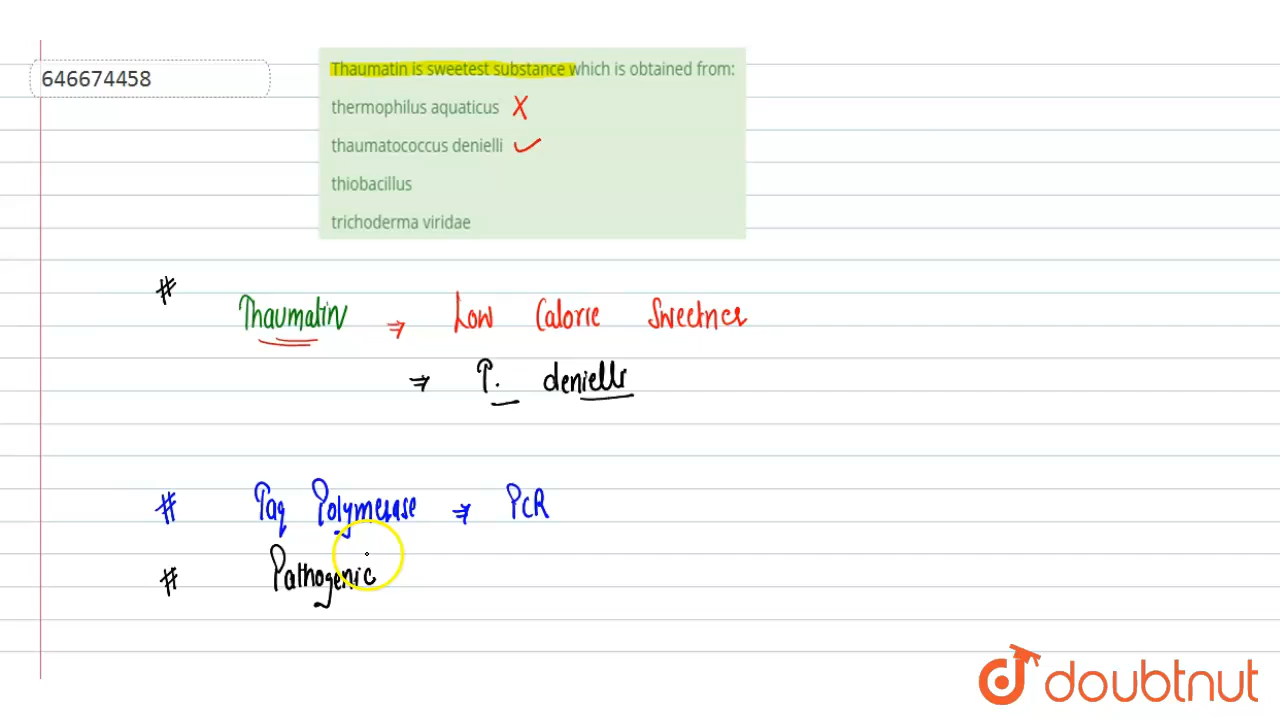 646674458
Thaumatin is sweetest substance which is obtained from:
thermophilus aquaticus X
thaumatococcus denielli ✓
thiobacillus
trichoderma viridae
# Thaumatin ⇒ Low Calorie Sweetner
⇒ T. denielli
# Taq Polymerase ⇒ PCR
# Pathogenic
doubtnut